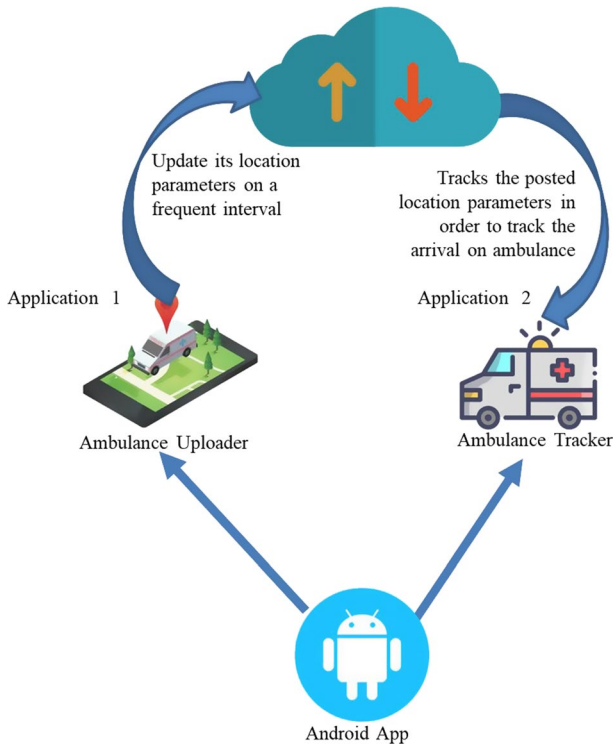 Update its location
parameters on a
frequent interval
Tracks the posted
location parameters in
order to track the
arrival on ambulance
Application 1
Application 2
Ambulance Uploader
Ambulance Tracker
Android App